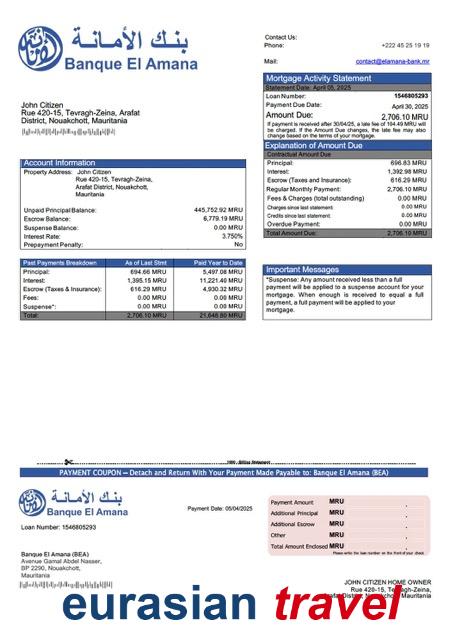 بنك الأمانة
Banque El Amana
Contact Us:
Phone: +222 45 25 19 19
Mail: contact@elamana-bank.mr
Mortgage Activity Statement
Statement Date: April 05, 2025
Loan Number: 1546805293
Payment Due Date: April 30, 2025
Amount Due: 2,706.10 MRU
If payment is received after 30/04/25, a late fee of 164.49 MRU will
be charged. If the Amount Due changes, the late fee may also
change based on the terms of your mortgage.
John Citizen
Rue 420-15, Tevragh-Zeina, Arafat
District, Nouakchott, Mauritania
Explanation of Amount Due
Contractual Amount Due
Principal: 696.83 MRU
Interest: 1,392.98 MRU
Escrow (Taxes and Insurance): 616.29 MRU
Regular Monthly Payment: 2,706.10 MRU
Fees & Charges (total outstanding) 0.00 MRU
Charges since last statement: 0.00 MRU
Credits since last statement: 0.00 MRU
Overdue Payment: 0.00 MRU
Total Amount Due: 2,706.10 MRU
Account Information
Property Address: John Citizen
Rue 420-15, Tevragh-Zeina,
Arafat District, Nouakchott,
Mauritania
Unpaid Principal Balance: 445,752.92 MRU
Escrow Balance: 6,779.19 MRU
Suspense Balance: 0.00 MRU
Interest Rate: 3.750%
Prepayment Penalty: No
Past Payments Breakdown As of Last Stmt Paid Year to Date
Principal: 694.66 MRU 5,497.08 MRU
Interest: 1,395.15 MRU 11,221.40 MRU
Escrow (Taxes & Insurance): 616.29 MRU 4,930.32 MRU
Fees: 0.00 MRU 0.00 MRU
Suspense*: 0.00 MRU 0.00 MRU
Total: 2,706.10 MRU 21,648.80 MRU
Important Messages
*Suspense: Any amount received less than a full
payment will be applied to a suspense account for your
mortgage. When enough is received to equal a full
payment, a full payment will be applied to your
mortgage.
PAYMENT COUPON – Detach and Return With Your Payment Made Payable to: Banque El Amana (BEA)
بنك الأمانة
Banque El Amana
Loan Number: 1546805293
Payment Date: 05/04/2025
Payment Amount MRU .
Additional Principal MRU .
Additional Escrow MRU .
Other MRU .
Total Amount Enclosed MRU .
Please write the loan number on the front of your check.
Banque El Amana (BEA)
Avenue Gamal Abdel Nasser,
BP 2290, Nouakchott,
Mauritania
JOHN CITIZEN HOME OWNER
Rue 420-15, Tevragh-Zeina,
Arafat District, Nouakchott, Mauritania
eurasian travel